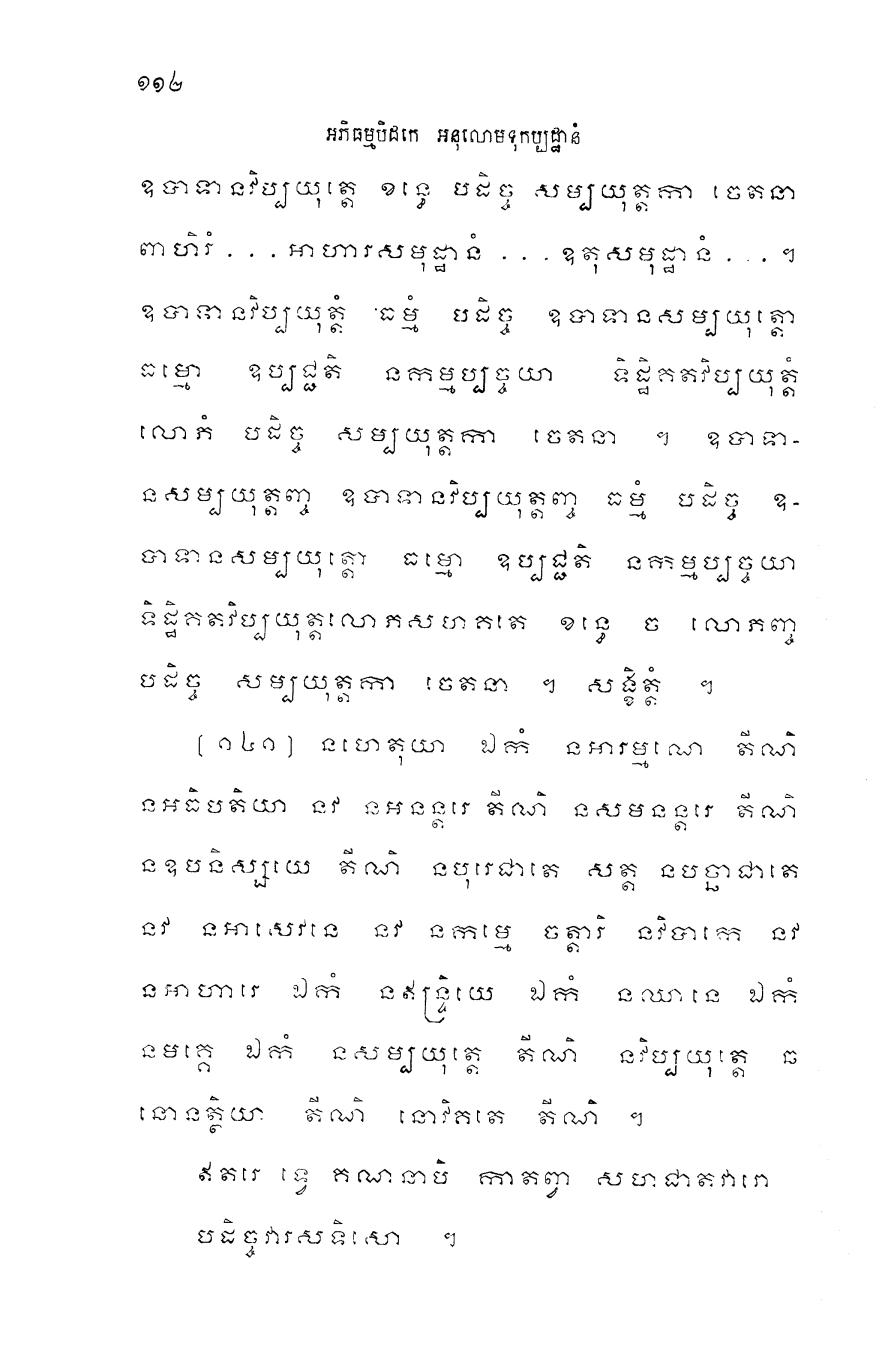 ១១២
អភិធម្មបិដកេ អនុលោមទុកប្បដ្ឋានំ
ឧបាទានវិប្បយុត្តេ ខន្ធេ បដិច្ច សម្បយុត្តកា ចេតនា
ពាហិរំ . . . អាហារសមុដ្ឋានំ . . . ឧតុសមុដ្ឋានំ . . . ។
ឧបាទានវិប្បយុត្តំ ធម្មំ បដិច្ច ឧបាទានសម្បយុត្តោ
ធម្មោ ឧប្បជ្ជតិ នកម្មប្បច្ចយា ទិដ្ឋិគតវិប្បយុត្តំ
លោភំ បដិច្ច សម្បយុត្តកា ចេតនា ។ ឧបាទា-
នសម្បយុត្តញ្ច ឧបាទានវិប្បយុត្តញ្ច ធម្មំ បដិច្ច ឧ-
បាទានសម្បយុត្តោ ធម្មោ ឧប្បជ្ជតិ នកម្មប្បច្ចយា
ទិដ្ឋិគតវិប្បយុត្តលោភសហគតេ ខន្ធេ ច លោភញ្ច
បដិច្ច សម្បយុត្តកា ចេតនា ។ សង្ខិត្តំ ។
[១៤១] នហេតុយា ឯកំ នអារម្មណេ តីណិ
នអធិបតិយា នវ នអនន្តរេ តីណិ នសមនន្តរេ តីណិ
នឧបនិស្សយេ តីណិ នបុរេជាតេ សត្ត នបច្ឆាជាតេ
នវ នអាសេវនេ នវ នកម្មេ ចត្តារិ នវិបាកេ នវ
នអាហារេ ឯកំ នឥន្ទ្រិយេ ឯកំ នឈានេ ឯកំ
នមគ្គេ ឯកំ នសម្បយុត្តេ តីណិ នវិប្បយុត្តេ ឆ
នោនត្ថិយា តីណិ នោវិគតេ តីណិ ។
ឥតរេ ទ្វេ គណនាបិ កាតព្វា សហជាតវារោ
បដិច្ចវារសទិសោ ។